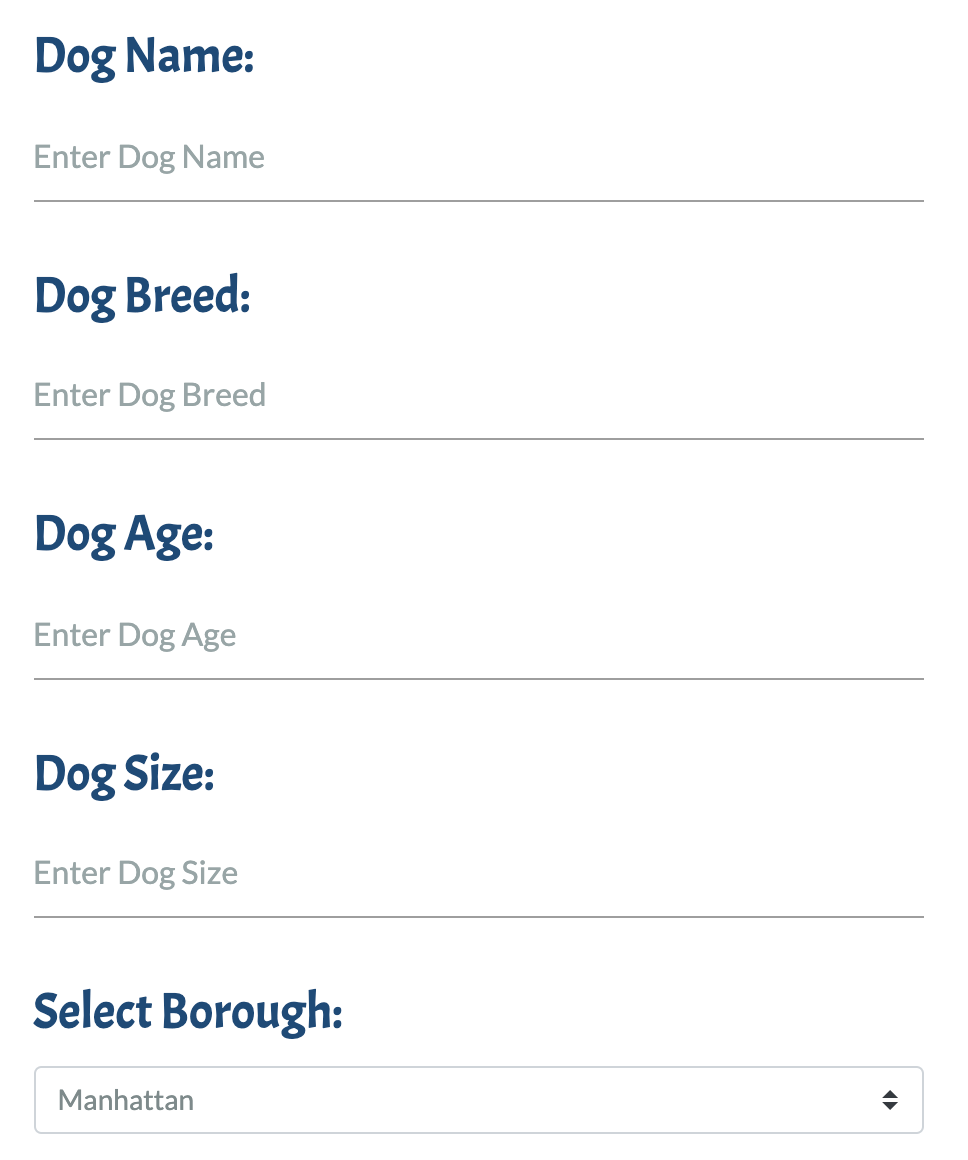 Dog Name:
Enter Dog Name
Dog Breed:
Enter Dog Breed
Dog Age:
Enter Dog Age
Dog Size:
Enter Dog Size
Select Borough:
Manhattan